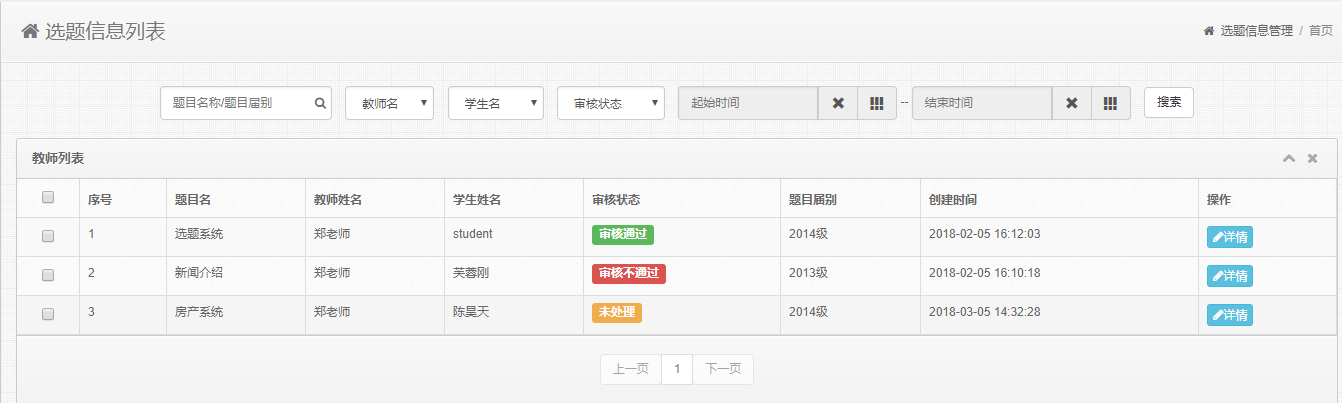 选题信息列表
选题信息管理 / 首页
题目名称/题目届别 教师名 学生名 审核状态 起始时间 -- 结束时间 搜索
教师列表
序号 题目名 教师姓名 学生姓名 审核状态 题目届别 创建时间 操作
1 选题系统 郑老师 student 审核通过 2014级 2018-02-05 16:12:03 详情
2 新闻介绍 郑老师 芙蓉刚 审核不通过 2013级 2018-02-05 16:10:18 详情
3 房产系统 郑老师 陈昊天 未处理 2014级 2018-03-05 14:32:28 详情
上一页 1 下一页